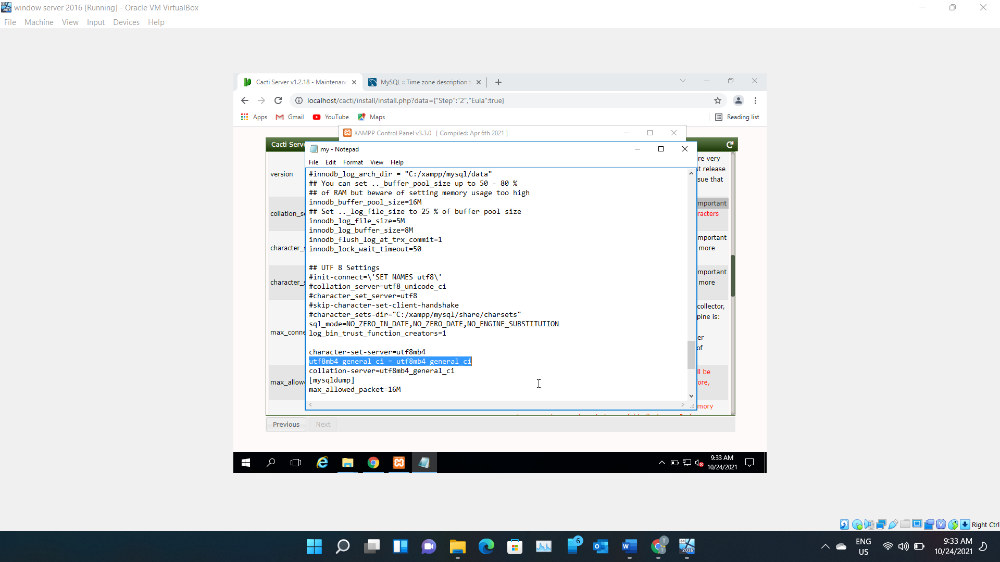 window server 2016 [Running] - Oracle VM VirtualBox
File Machine View Input Devices Help
Cacti Server v1.2.18 - Maintenanc
MySQL :: Time zone description t
localhost/cacti/install/install.php?data={"Step":"2","Eula":true}
Apps Gmail YouTube Maps Reading list
XAMPP Control Panel v3.3.0 [ Compiled: Apr 6th 2021 ]
Cacti Serve
my - Notepad
File Edit Format View Help
#innodb_log_arch_dir = "C:/xampp/mysql/data"
## You can set .._buffer_pool_size up to 50 - 80 %
## of RAM but beware of setting memory usage too high
innodb_buffer_pool_size=16M
## Set .._log_file_size to 25 % of buffer pool size
innodb_log_file_size=5M
innodb_log_buffer_size=8M
innodb_flush_log_at_trx_commit=1
innodb_lock_wait_timeout=50
## UTF 8 Settings
#init-connect=\'SET NAMES utf8\'
#collation_server=utf8_unicode_ci
#character_set_server=utf8
#skip-character-set-client-handshake
#character_sets-dir="C:/xampp/mysql/share/charsets"
sql_mode=NO_ZERO_IN_DATE,NO_ZERO_DATE,NO_ENGINE_SUBSTITUTION
log_bin_trust_function_creators=1
character-set-server=utf8mb4
utf8mb4_general_ci = utf8mb4_general_ci
collation-server=utf8mb4_general_ci
[mysqldump]
max_allowed_packet=16M
version
collation_se
character_s
character_s
max_conne
max_allowe
re very
t release
sue that
mportant
racters
mportant
more
mportant
more
collector,
pine is:
er
of
ll be
ore,
mory
Previous Next
9:33 AM
10/24/2021
Right Ctrl
6
ENG
US
9:33 AM
10/24/2021
64
2016